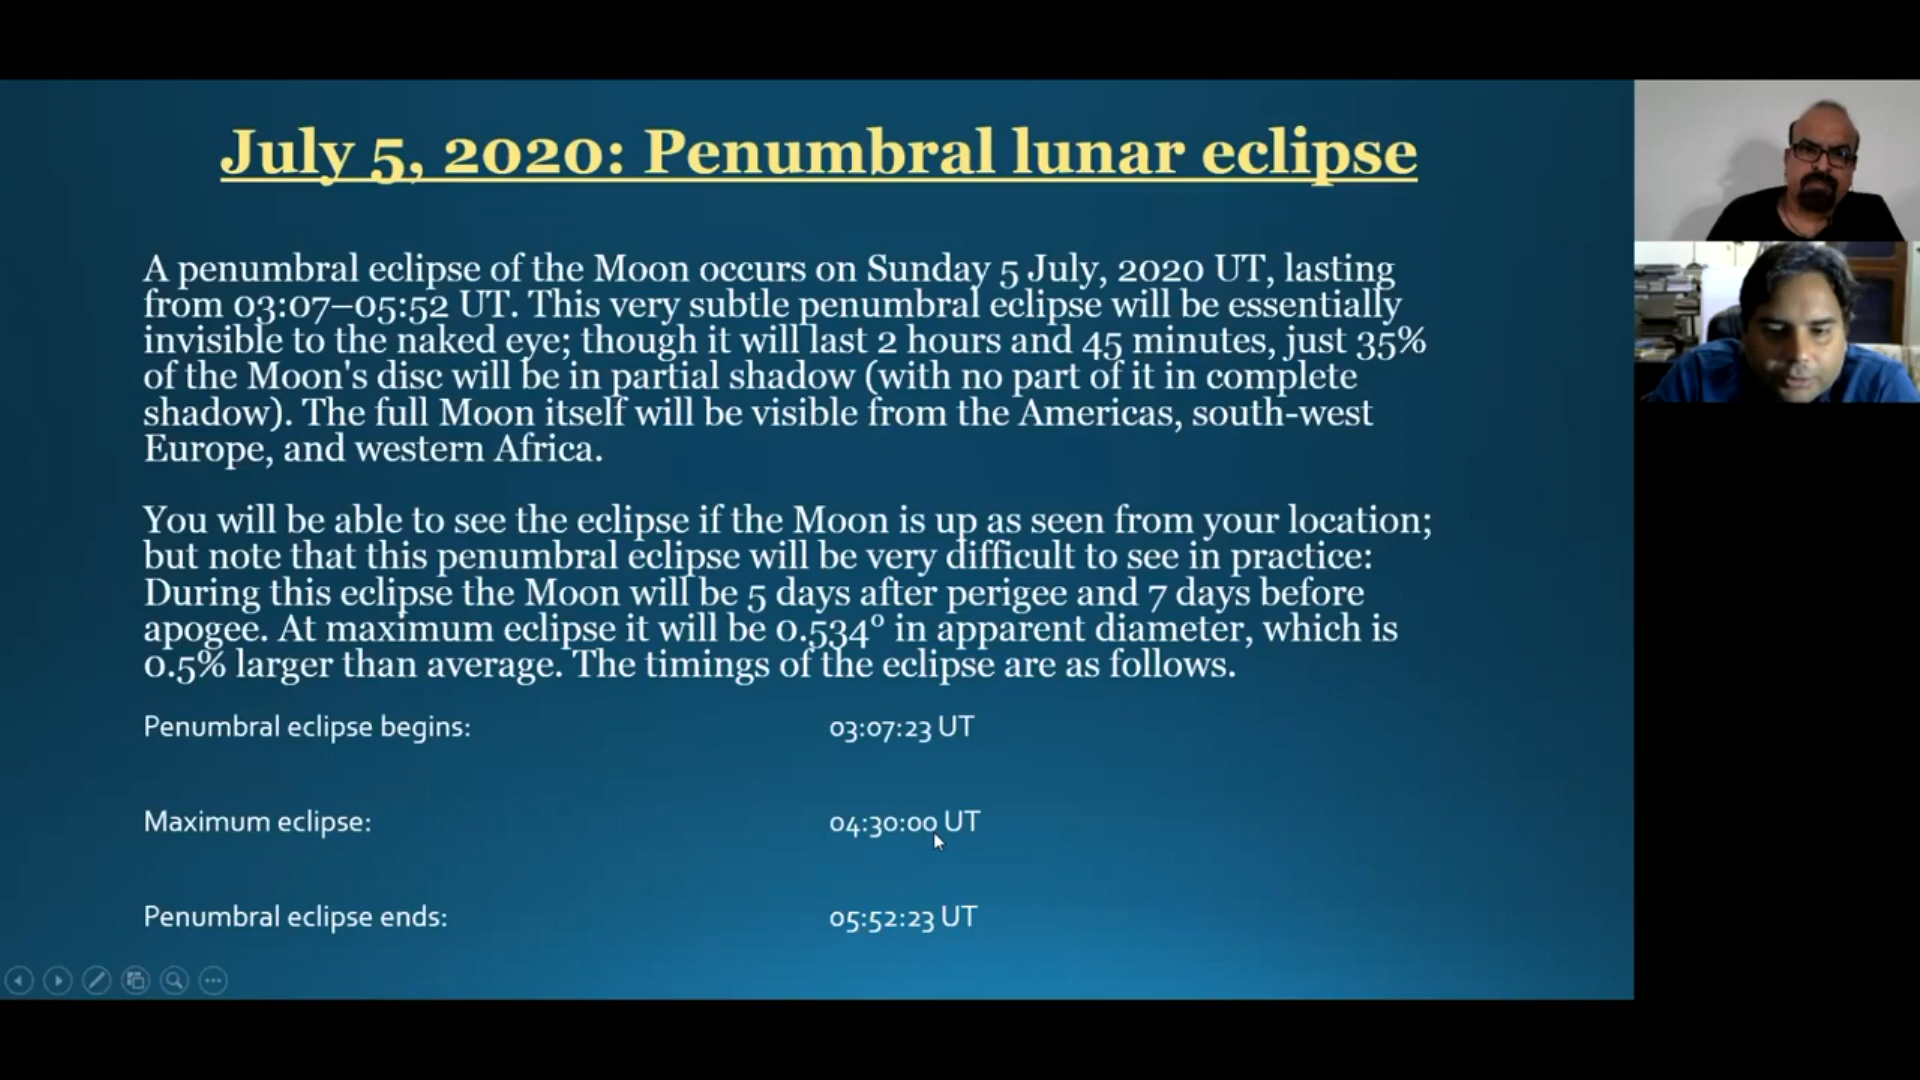 July 5, 2020: Penumbral lunar eclipse
A penumbral eclipse of the Moon occurs on Sunday 5 July, 2020 UT, lasting
from 03:07–05:52 UT. This very subtle penumbral eclipse will be essentially
invisible to the naked eye; though it will last 2 hours and 45 minutes, just 35%
of the Moon's disc will be in partial shadow (with no part of it in complete
shadow). The full Moon itself will be visible from the Americas, south-west
Europe, and western Africa.
You will be able to see the eclipse if the Moon is up as seen from your location;
but note that this penumbral eclipse will be very difficult to see in practice:
During this eclipse the Moon will be 5 days after perigee and 7 days before
apogee. At maximum eclipse it will be 0.534° in apparent diameter, which is
0.5% larger than average. The timings of the eclipse are as follows.
Penumbral eclipse begins: 03:07:23 UT
Maximum eclipse: 04:30:00 UT
Penumbral eclipse ends: 05:52:23 UT